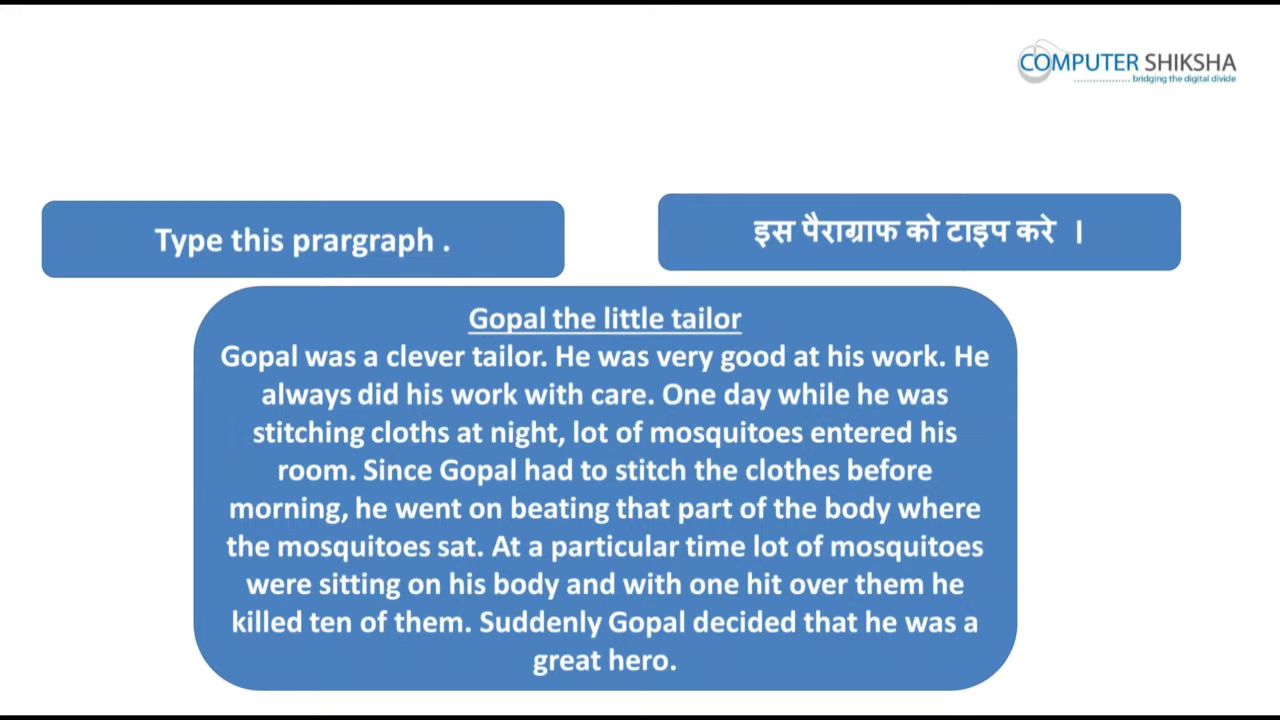 COMPUTER SHIKSHA
bridging the digital divide
Type this prargraph .
इस पैराग्राफ को टाइप करे ।
Gopal the little tailor
Gopal was a clever tailor. He was very good at his work. He
always did his work with care. One day while he was
stitching cloths at night, lot of mosquitoes entered his
room. Since Gopal had to stitch the clothes before
morning, he went on beating that part of the body where
the mosquitoes sat. At a particular time lot of mosquitoes
were sitting on his body and with one hit over them he
killed ten of them. Suddenly Gopal decided that he was a
great hero.